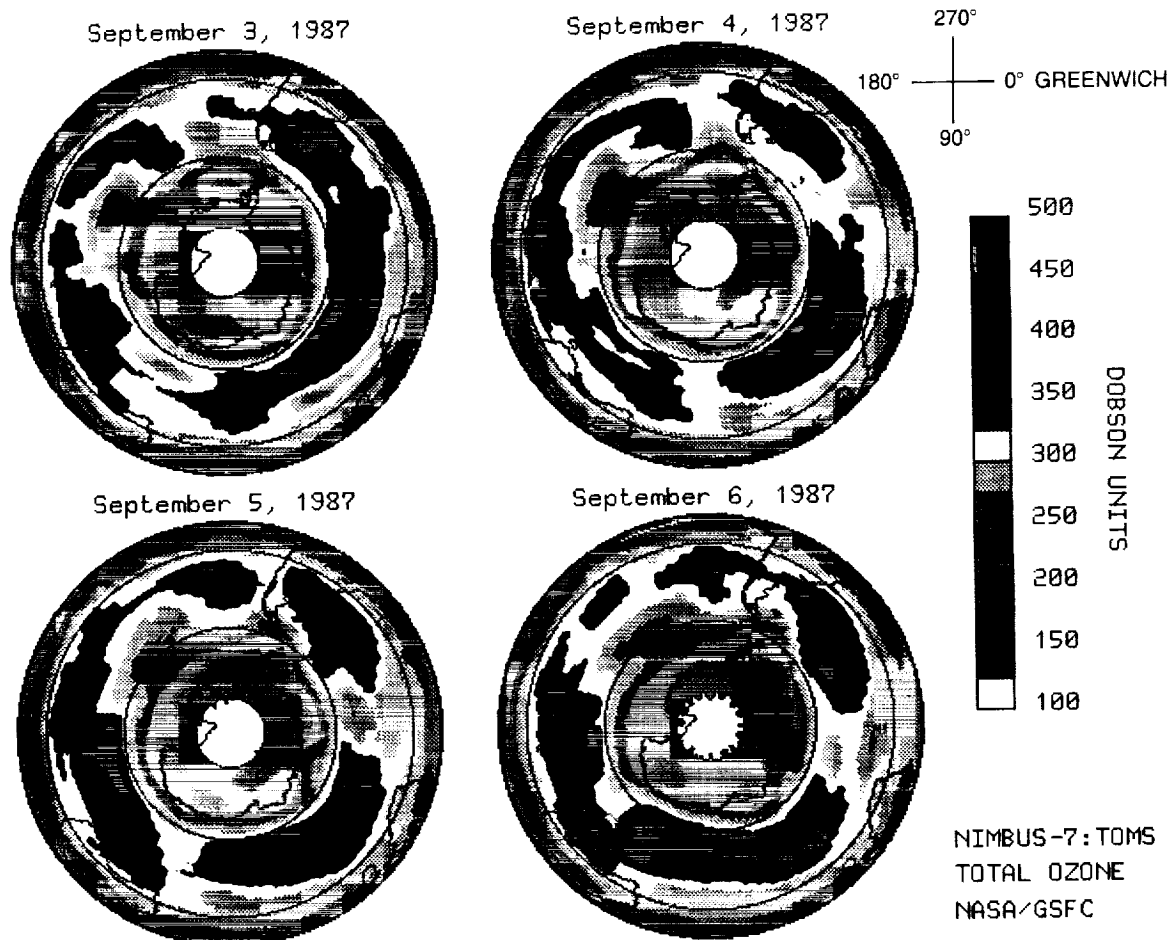 September 3, 1987
September 4, 1987
270°
180°
0° GREENWICH
90°
500
450
400
350
300
250
200
150
100
DOBSON UNITS
September 5, 1987
September 6, 1987
NIMBUS-7:TOMS
TOTAL OZONE
NASA/GSFC